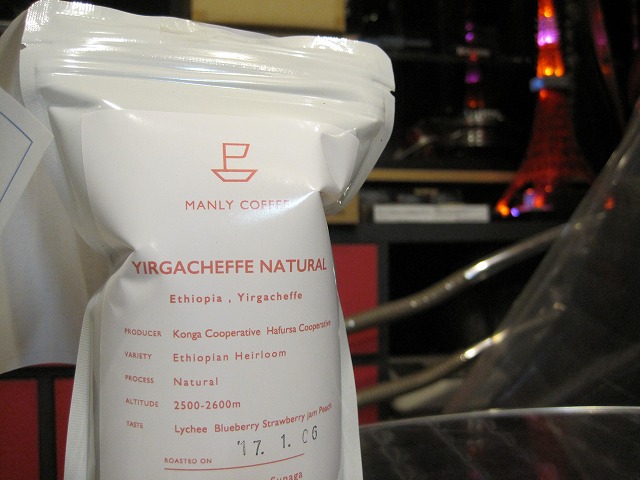 MANLY COFFEE
YIRGACHEFFE NATURAL
Ethiopia , Yirgacheffe
PRODUCER Konga Cooperative Hafursa Cooperative
VARIETY Ethiopian Heirloom
PROCESS Natural
ALTITUDE 2500-2600m
TASTE Lychee Blueberry Strawberry Jam Peach
'17. 1. 06
ROASTED ON